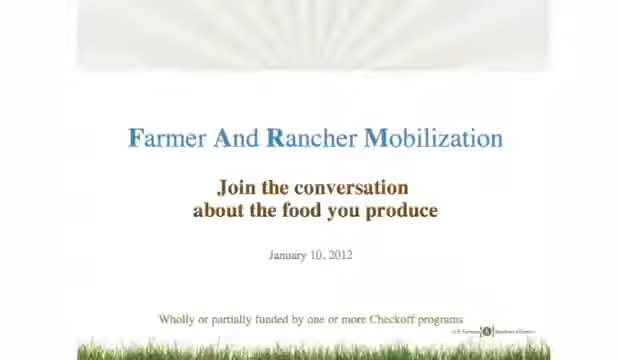 Farmer And Rancher Mobilization
Join the conversation
about the food you produce
January 10, 2012
Wholly or partially funded by one or more Checkoff programs